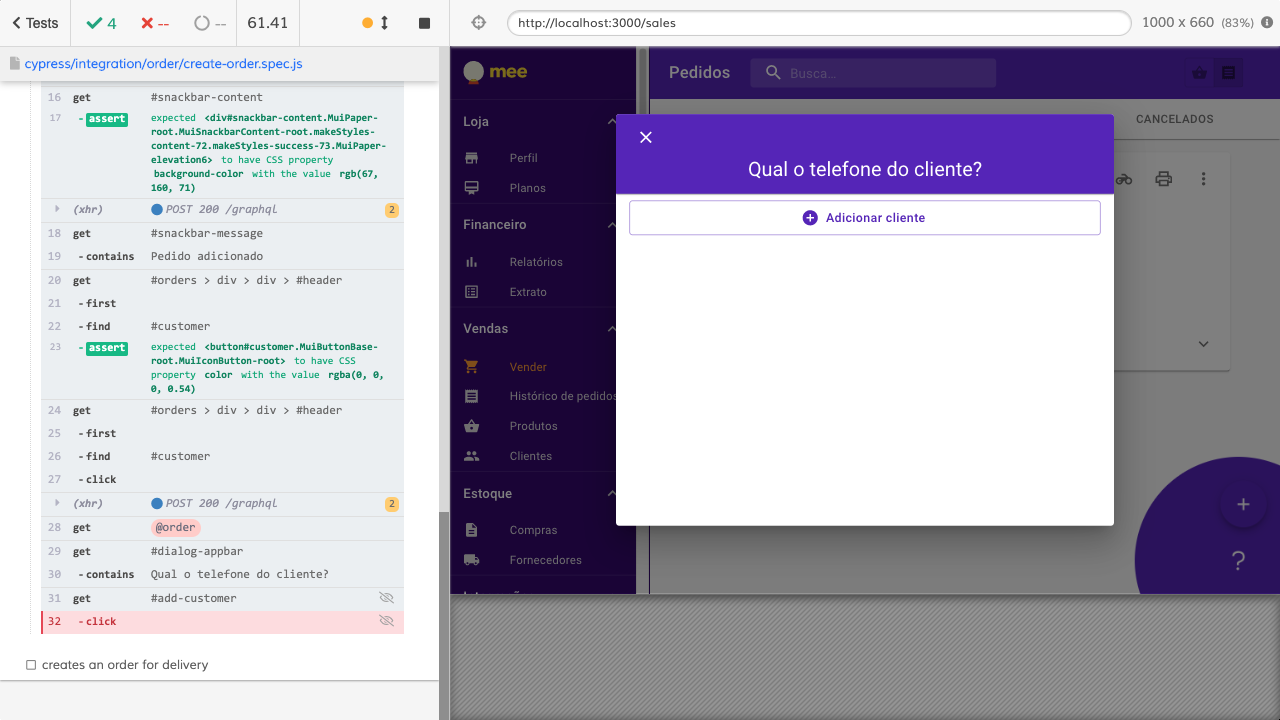 Tests
4
--
--
61.41
http://localhost:3000/sales
1000 x 660 (83%)
cypress/integration/order/create-order.spec.js
16 get #snackbar-content
17 - assert expected <div#snackbar-content.MuiPaper-
root.MuiSnackbarContent-root.makeStyles-
content-72.makeStyles-success-73.MuiPaper-
elevation6> to have CSS property
background-color with the value rgb(67,
160, 71)
(xhr) POST 200 /graphql 2
18 get #snackbar-message
19 - contains Pedido adicionado
20 get #orders > div > div > #header
21 - first
22 - find #customer
23 - assert expected <button#customer.MuiButtonBase-
root.MuiIconButton-root> to have CSS
property color with the value rgba(0, 0,
0, 0.54)
24 get #orders > div > div > #header
25 - first
26 - find #customer
27 - click
(xhr) POST 200 /graphql 2
28 get @order
29 get #dialog-appbar
30 - contains Qual o telefone do cliente?
31 get #add-customer
32 - click
creates an order for delivery
mee
Loja
Perfil
Planos
Financeiro
Relatórios
Extrato
Vendas
Vender
Histórico de pedidos
Produtos
Clientes
Estoque
Compras
Fornecedores
Pedidos
Busca...
CANCELADOS
Qual o telefone do cliente?
Adicionar cliente
+
?